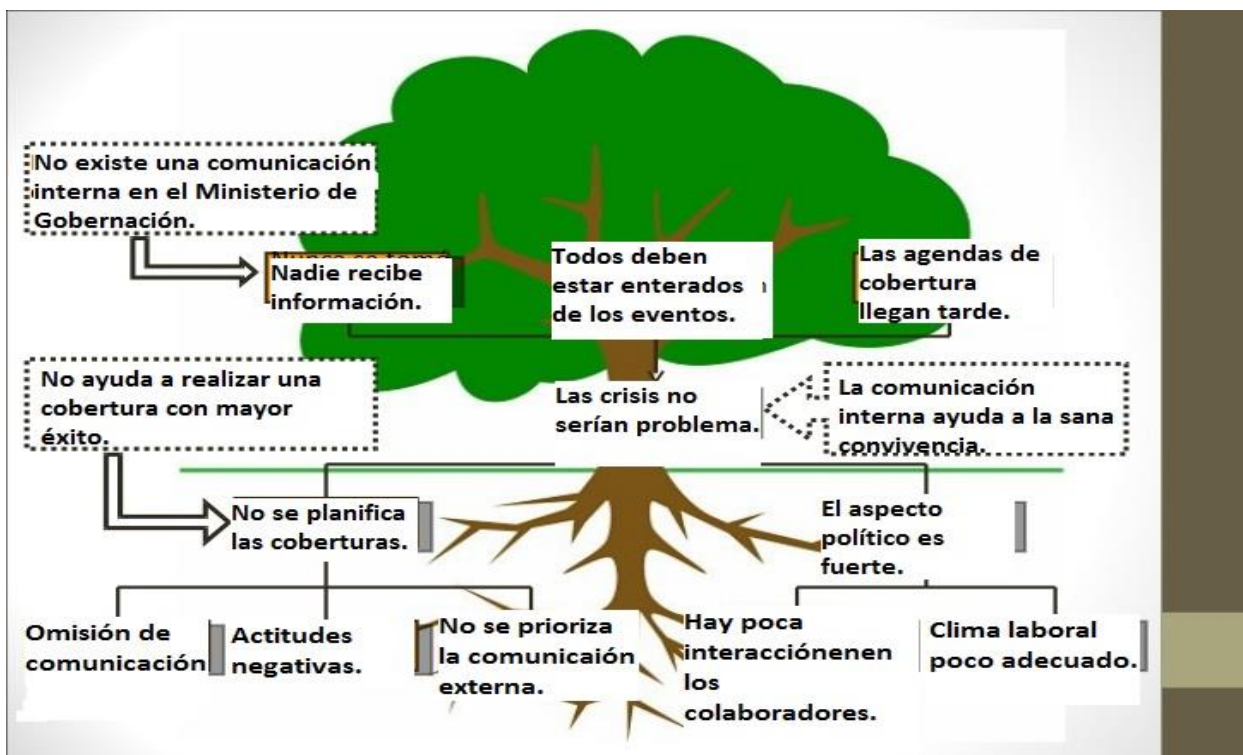 No existe una comunicación
interna en el Ministerio de
Gobernación.
Nadie recibe
información.
Todos deben
estar enterados
de los eventos.
Las agendas de
cobertura
llegan tarde.
No ayuda a realizar una
cobertura con mayor
éxito.
Las crisis no
serían problema.
La comunicación
interna ayuda a la sana
convivencia.
No se planifica
las coberturas.
El aspecto
político es
fuerte.
Omisión de
comunicación
Actitudes
negativas.
No se prioriza
la comunicaión
externa.
Hay poca
interacciónenen
los
colaboradores.
Clima laboral
poco adecuado.